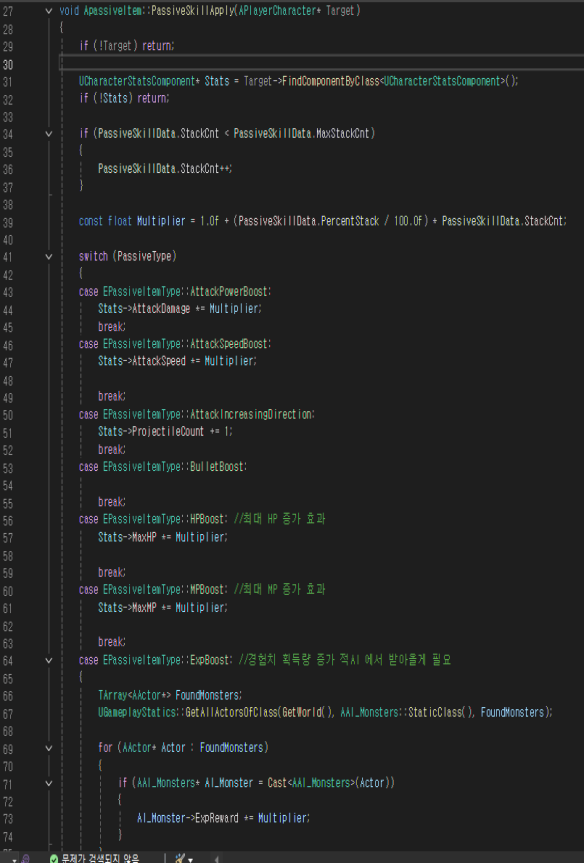 27 void ApassiveItem::PassiveSkillApply(APlayerCharacter* Target)
28 {
29 if (!Target) return;
30
31 UCharacterStatsComponent* Stats = Target->FindComponentByClass<UCharacterStatsComponent>();
32 if (!Stats) return;
33
34 if (PassiveSkillData.StackCnt < PassiveSkillData.MaxStackCnt)
35 {
36 PassiveSkillData.StackCnt++;
37 }
38
39 const float Multiplier = 1.0f + (PassiveSkillData.PercentStack / 100.0f) + PassiveSkillData.StackCnt;
40
41 switch (PassiveType)
42 {
43 case EPassiveItemType::AttackPowerBoost:
44 Stats->AttackDamage += Multiplier;
45 break;
46 case EPassiveItemType::AttackSpeedBoost:
47 Stats->AttackSpeed += Multiplier;
48
49 break;
50 case EPassiveItemType::AttackIncreasingDirection:
51 Stats->ProjectileCount += 1;
52 break;
53 case EPassiveItemType::BulletBoost:
54
55 break;
56 case EPassiveItemType::HPBoost: //최대 HP 증가 효과
57 Stats->MaxHP += Multiplier;
58
59 break;
60 case EPassiveItemType::MPBoost: //최대 MP 증가 효과
61 Stats->MaxMP += Multiplier;
62
63 break;
64 case EPassiveItemType::ExpBoost: //경험치 획득량 증가 적AI 에서 받아올게 필요
65 {
66 TArray<AActor*> FoundMonsters;
67 UGameplayStatics::GetAllActorsOfClass(GetWorld(), AAI_Monsters::StaticClass(), FoundMonsters);
68
69 for (AActor* Actor : FoundMonsters)
70 {
71 if (AAI_Monsters* AI_Monster = Cast<AAI_Monsters>(Actor))
72 {
73 AI_Monster->ExpReward += Multiplier;
74 }
문제가 검색되지 않음